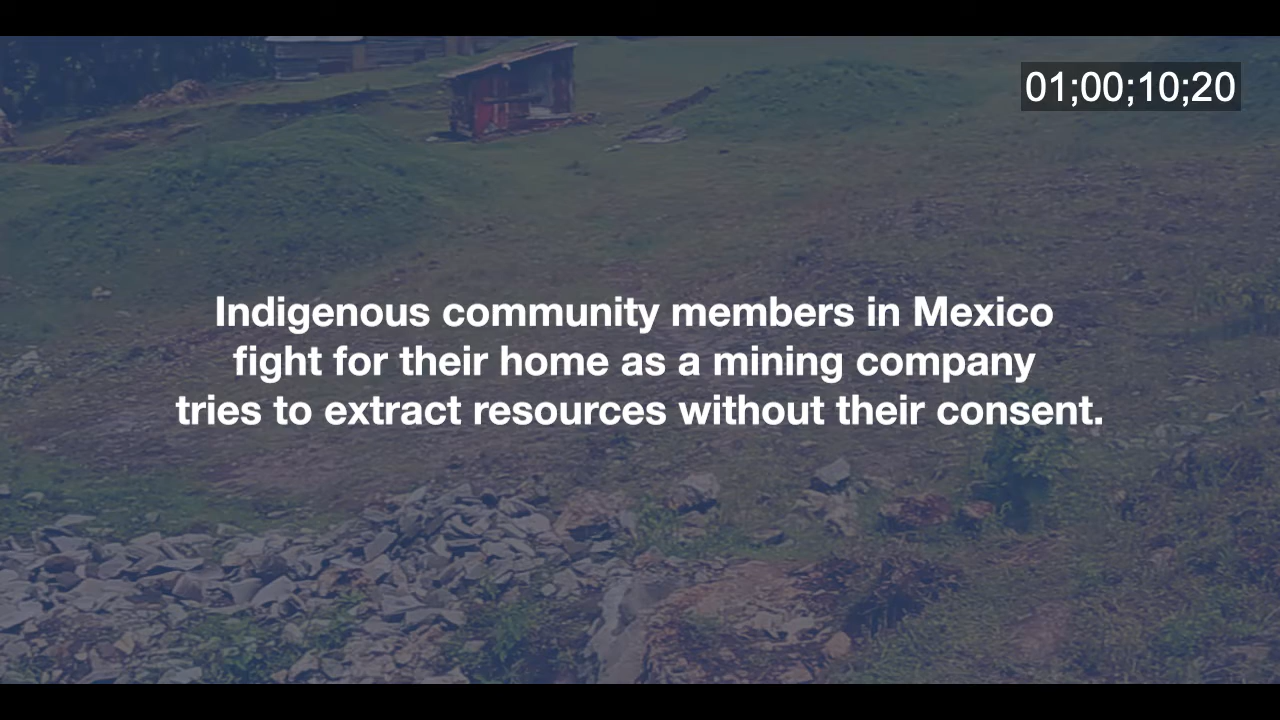 01;00;10;20
Indigenous community members in Mexico
fight for their home as a mining company
tries to extract resources without their consent.